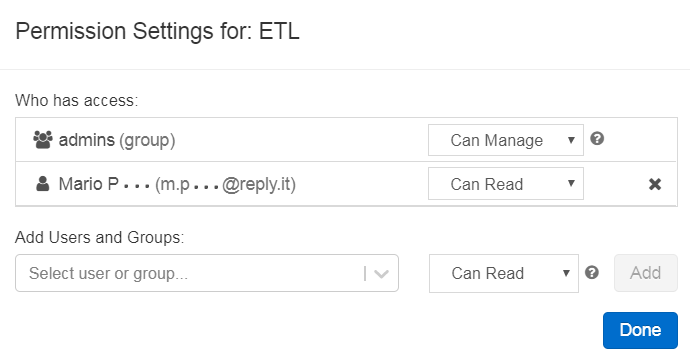 Permission Settings for: ETL
Who has access:
admins (group) Can Manage
Mario P • • • (m.p • • • @reply.it) Can Read
Add Users and Groups:
Select user or group... Can Read Add
Done